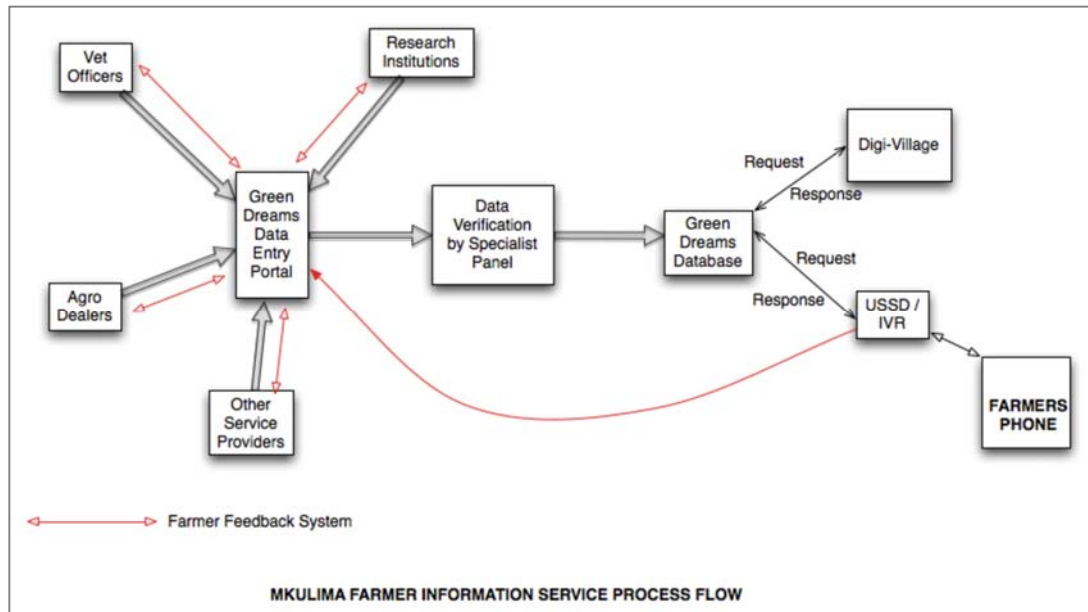 Vet
Officers
Research
Institutions
Green
Dreams
Data
Entry
Portal
Data
Verification
by Specialist
Panel
Green
Dreams
Database
Request
Response
Digi-Village
Request
Response
USSD /
IVR
FARMERS
PHONE
Agro
Dealers
Other
Service
Providers
Farmer Feedback System
MKULIMA FARMER INFORMATION SERVICE PROCESS FLOW